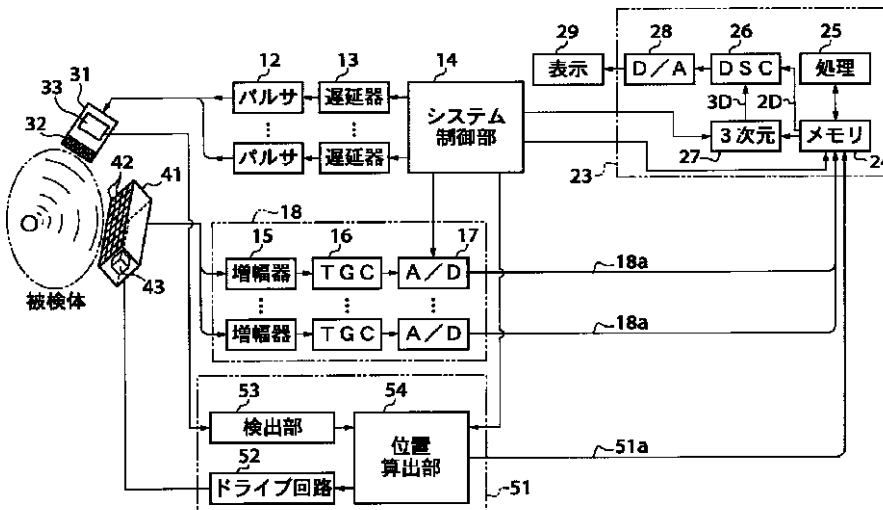 29
28
26
25
表示
D/A
DSC
処理
3D
2D
3次元
メモリ
27
24
23
12
13
14
パルサ
遅延器
システム
制御部
パルサ
遅延器
31
33
32
42
41
43
被検体
18
15
16
17
増幅器
TGC
A/D
18a
増幅器
TGC
A/D
18a
53
54
検出部
位置
算出部
52
ドライブ回路
51a
51